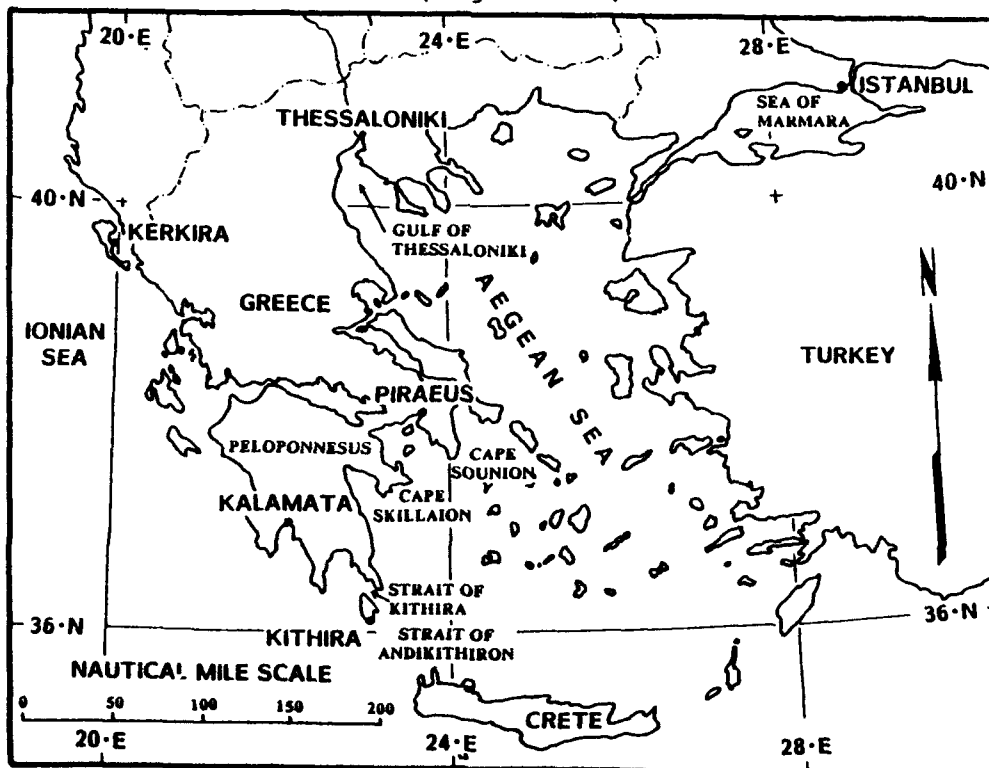 20·E
24·E
28·E
ISTANBUL
SEA OF
MARMARA
THESSALONIKI
40·N
40·N
KERKIRA
GULF OF
THESSALONIKI
N
GREECE
AEGEAN SEA
IONIAN
SEA
TURKEY
PIRAEUS
PELOPONNESUS
CAPE
SOUNION
KALAMATA
CAPE
SKILLAION
STRAIT OF
KITHIRA
36·N
36·N
KITHIRA
STRAIT OF
ANDIKITHIRON
NAUTICAL MILE SCALE
0 50 100 150 200
CRETE
20·E
24·E
28·E